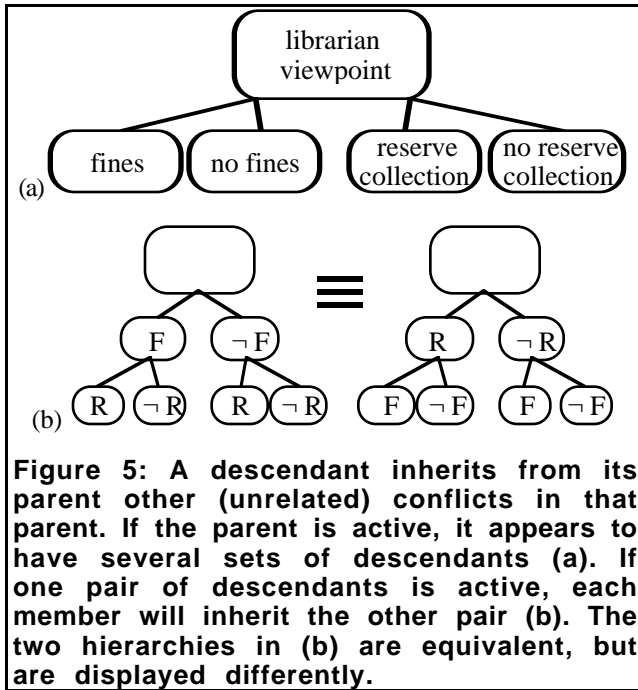 librarian
viewpoint
fines
no fines
reserve
collection
no reserve
collection
(a)
≡
F
¬ F
R
¬ R
R
¬ R
R
¬ R
F
¬ F
F
¬ F
(b)
Figure 5: A descendant inherits from its
parent other (unrelated) conflicts in that
parent. If the parent is active, it appears to
have several sets of descendants (a). If
one pair of descendants is active, each
member will inherit the other pair (b). The
two hierarchies in (b) are equivalent, but
are displayed differently.